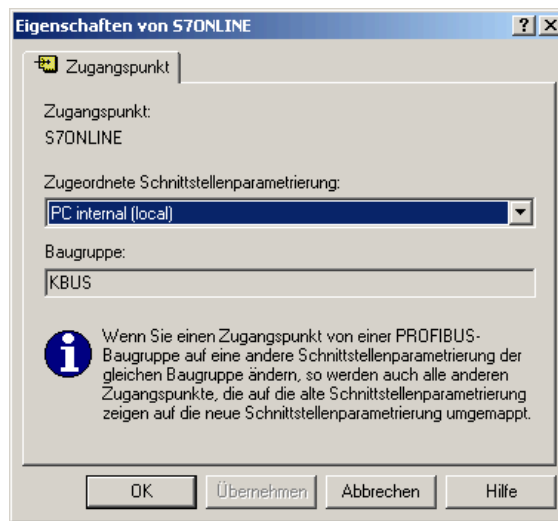 Eigenschaften von S7ONLINE
Zugangspunkt
Zugangspunkt:
S7ONLINE
Zugeordnete Schnittstellenparametrierung:
PC internal (local)
Baugruppe:
KBUS
Wenn Sie einen Zugangspunkt von einer PROFIBUS-
Baugruppe auf eine andere Schnittstellenparametrierung der
gleichen Baugruppe ändern, so werden auch alle anderen
Zugangspunkte, die auf die alte Schnittstellenparametrierung
zeigen auf die neue Schnittstellenparametrierung umgemappt.
OK Übernehmen Abbrechen Hilfe